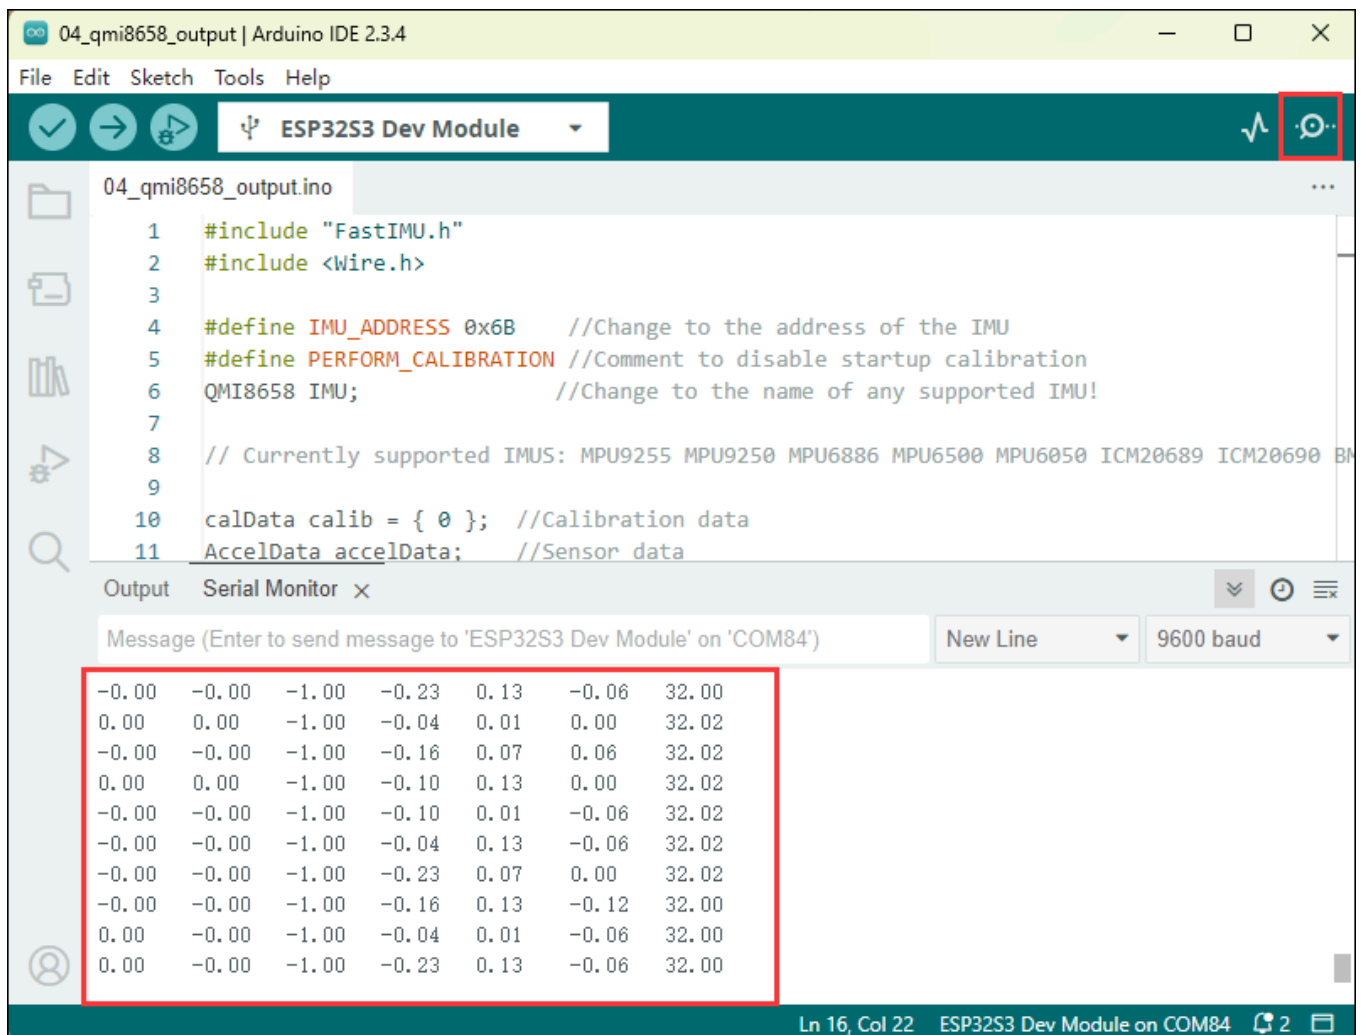 04_qmi8658_output | Arduino IDE 2.3.4
File Edit Sketch Tools Help
ESP32S3 Dev Module
04_qmi8658_output.ino
1 #include "FastIMU.h"
2 #include <Wire.h>
3
4 #define IMU_ADDRESS 0x6B //Change to the address of the IMU
5 #define PERFORM_CALIBRATION //Comment to disable startup calibration
6 QMI8658 IMU; //Change to the name of any supported IMU!
7
8 // Currently supported IMUS: MPU9255 MPU9250 MPU6886 MPU6500 MPU6050 ICM20689 ICM20690 BM
9
10 calData calib = { 0 }; //Calibration data
11 AccelData accelData; //Sensor data
Output Serial Monitor
Message (Enter to send message to 'ESP32S3 Dev Module' on 'COM84') New Line 9600 baud
-0.00 -0.00 -1.00 -0.23 0.13 -0.06 32.00
0.00 0.00 -1.00 -0.04 0.01 0.00 32.02
-0.00 -0.00 -1.00 -0.16 0.07 0.06 32.02
0.00 0.00 -1.00 -0.10 0.13 0.00 32.02
-0.00 -0.00 -1.00 -0.10 0.01 -0.06 32.02
-0.00 -0.00 -1.00 -0.04 0.13 -0.06 32.02
-0.00 -0.00 -1.00 -0.23 0.07 0.00 32.02
-0.00 -0.00 -1.00 -0.16 0.13 -0.12 32.00
0.00 -0.00 -1.00 -0.04 0.01 -0.06 32.00
0.00 -0.00 -1.00 -0.23 0.13 -0.06 32.00
Ln 16, Col 22 ESP32S3 Dev Module on COM84 2